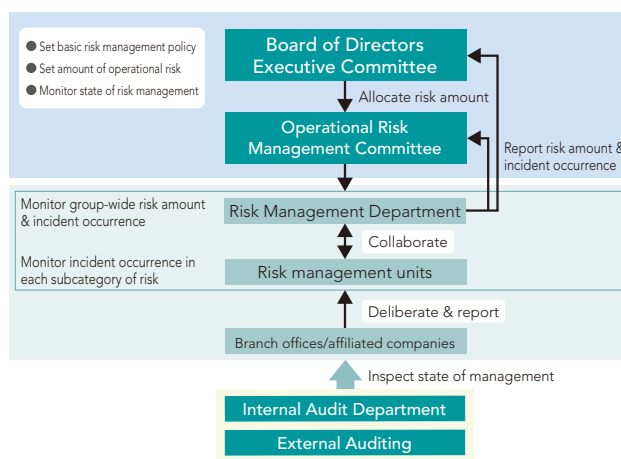 ● Set basic risk management policy
● Set amount of operational risk
● Monitor state of risk management
Board of Directors
Executive Committee
Allocate risk amount
Operational Risk
Management Committee
Report risk amount &
incident occurrence
Monitor group-wide risk amount
& incident occurrence
Risk Management Department
Collaborate
Monitor incident occurrence in
each subcategory of risk
Risk management units
Deliberate & report
Branch offices/affiliated companies
Inspect state of management
Internal Audit Department
External Auditing